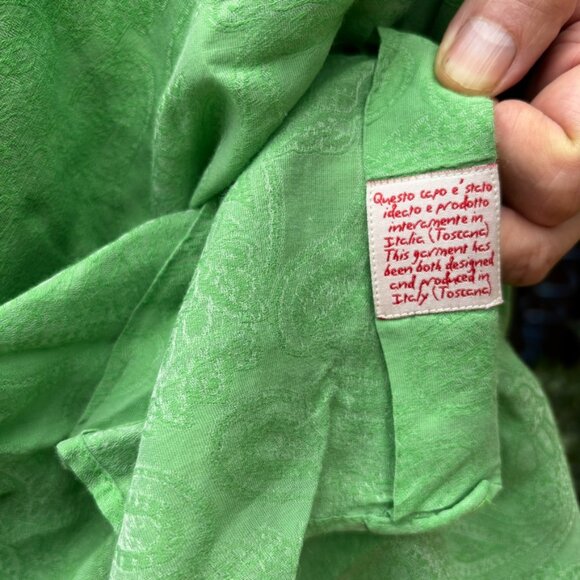 Questo capo e' stato
ideato e prodotto
interamente in
Italia (Toscana)
This garment has
been both designed
and produced in
Italy (Toscana)